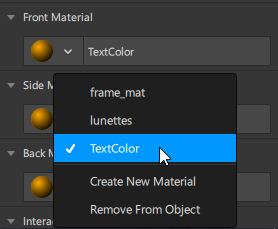 Front Material
TextColor
Side M
frame_mat
lunettes
TextColor
Back M
Create New Material
Remove From Object
Interac